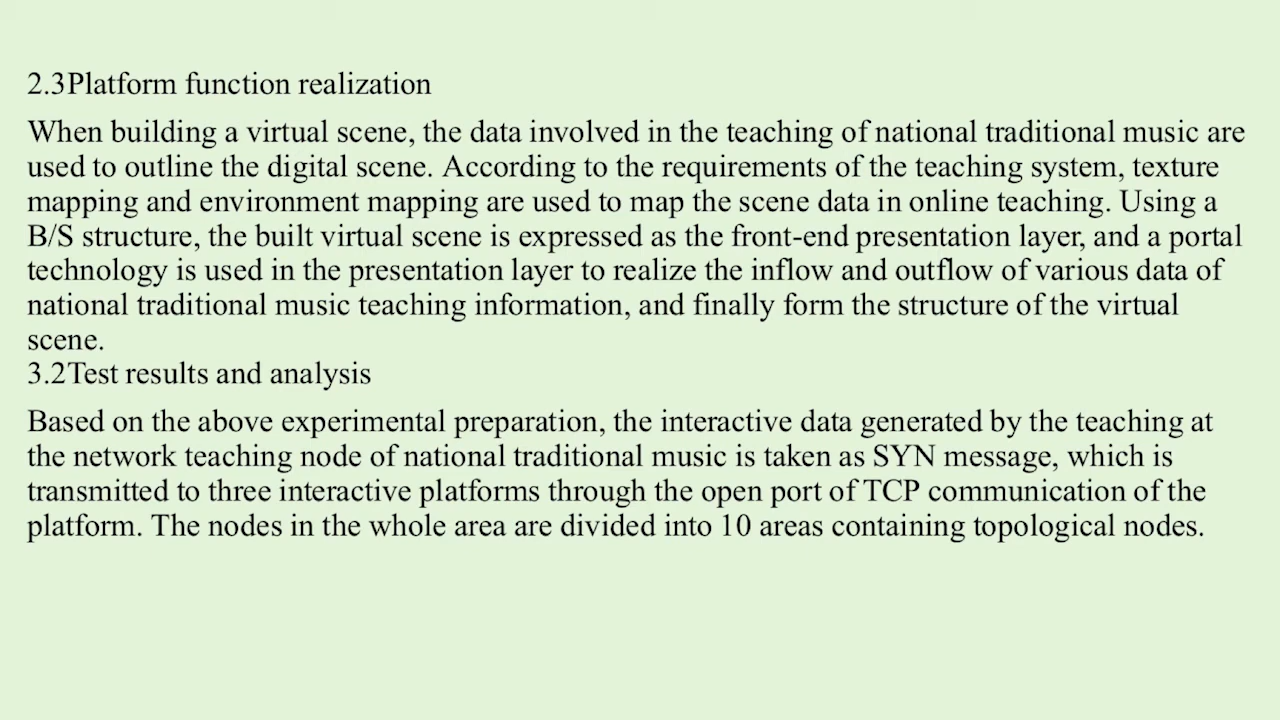 2.3Platform function realization
When building a virtual scene, the data involved in the teaching of national traditional music are
used to outline the digital scene. According to the requirements of the teaching system, texture
mapping and environment mapping are used to map the scene data in online teaching. Using a
B/S structure, the built virtual scene is expressed as the front-end presentation layer, and a portal
technology is used in the presentation layer to realize the inflow and outflow of various data of
national traditional music teaching information, and finally form the structure of the virtual
scene.
3.2Test results and analysis
Based on the above experimental preparation, the interactive data generated by the teaching at
the network teaching node of national traditional music is taken as SYN message, which is
transmitted to three interactive platforms through the open port of TCP communication of the
platform. The nodes in the whole area are divided into 10 areas containing topological nodes.